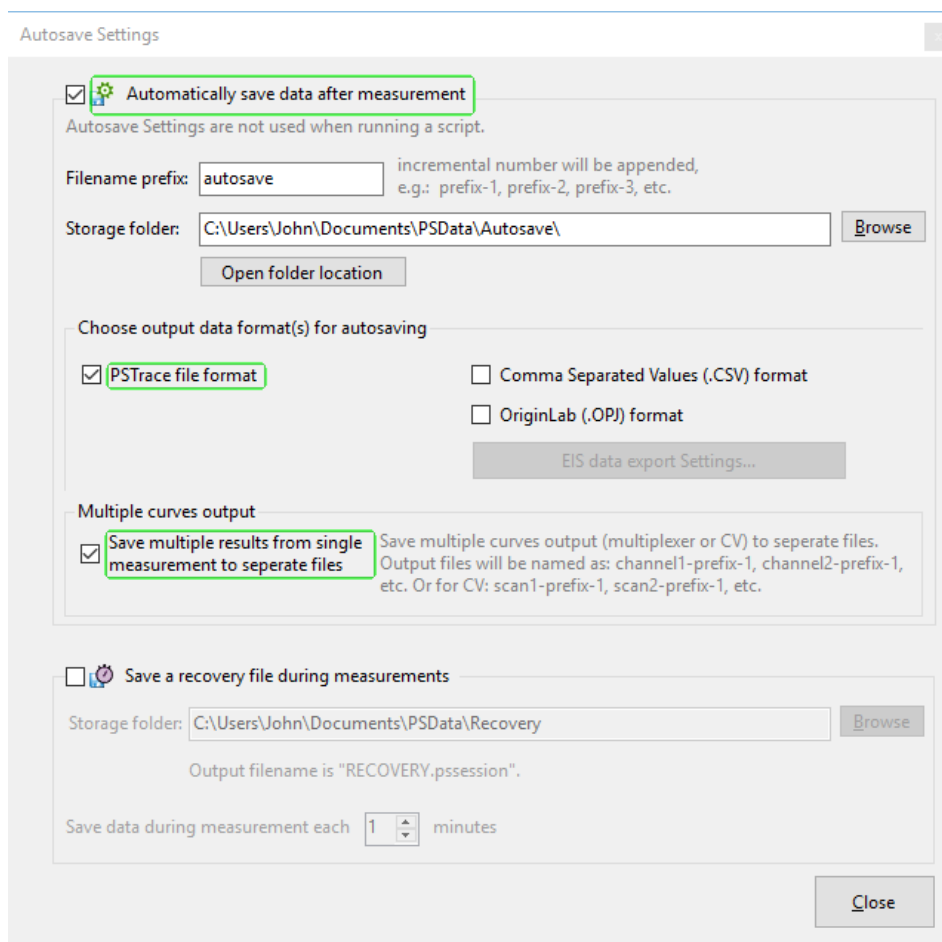 Autosave Settings
Automatically save data after measurement
Autosave Settings are not used when running a script.
Filename prefix:
autosave
incremental number will be appended,
e.g.: prefix-1, prefix-2, prefix-3, etc.
Storage folder:
C:\Users\John\Documents\PSData\Autosave\
Browse
Open folder location
Choose output data format(s) for autosaving
PSTrace file format
Comma Separated Values (.CSV) format
OriginLab (.OPJ) format
EIS data export Settings...
Multiple curves output
Save multiple results from single
measurement to seperate files
Save multiple curves output (multiplexer or CV) to seperate files.
Output files will be named as: channel1-prefix-1, channel2-prefix-1,
etc. Or for CV: scan1-prefix-1, scan2-prefix-1, etc.
Save a recovery file during measurements
Storage folder:
C:\Users\John\Documents\PSData\Recovery
Browse
Output filename is "RECOVERY.pssession".
Save data during measurement each
1
minutes
Close